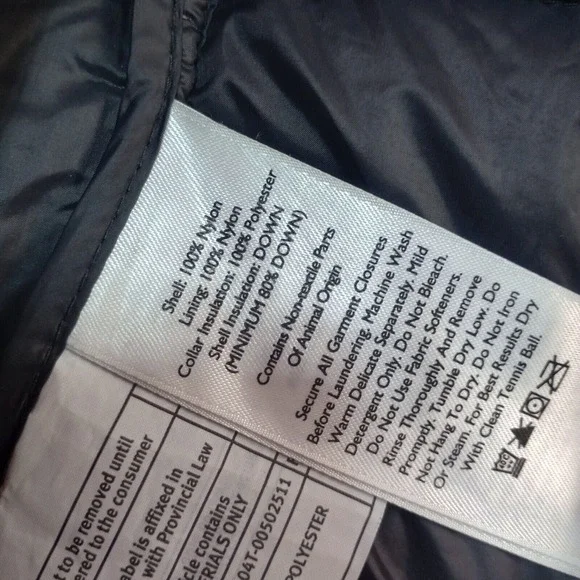 Shell: 100% Nylon
Lining: 100% Nylon
Collar Insulation: 100% Polyester
Shell Insulation: DOWN
(MINIMUM 80% DOWN)
Contains Non-textile Parts
Of Animal Origin
Secure All Garment Closures
Before Laundering. Machine Wash
Warm Delicate Separately. Mild
Detergent Only. Do Not Bleach.
Do Not Use Fabric Softeners.
Rinse Thoroughly And Remove
Promptly. Tumble Dry Low. Do
Not Hang To Dry. Do Not Iron
Or Steam. For Best Results Dry
With Clean Tennis Ball.
t to be removed until
ered to the consumer
abel is affixed in
with Provincial Law
icle contains
ERIALS ONLY
04T-00502511
POLYESTER